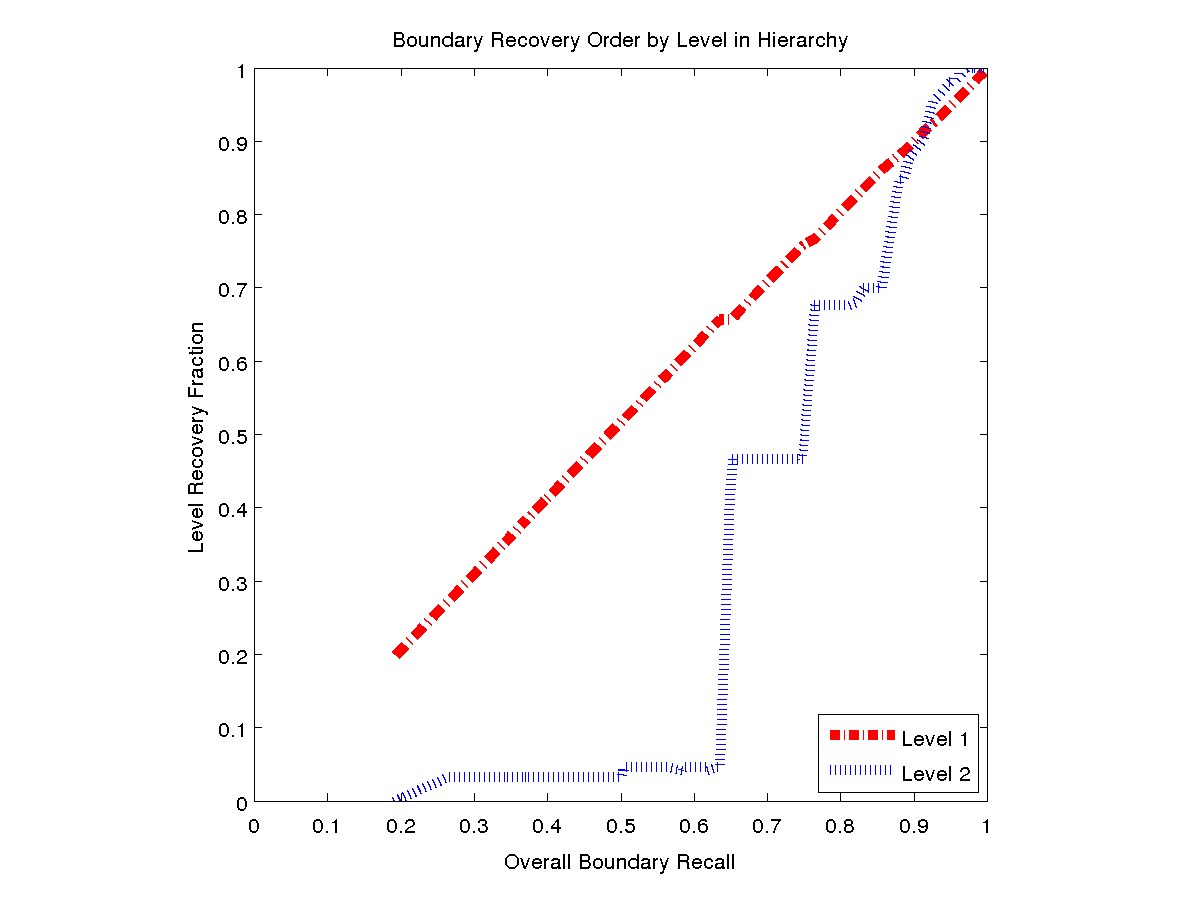 Boundary Recovery Order by Level in Hierarchy
1
0.9
0.8
0.7
0.6
0.5
0.4
0.3
0.2
0.1
0
Level Recovery Fraction
Level 1
Level 2
0 0.1 0.2 0.3 0.4 0.5 0.6 0.7 0.8 0.9 1
Overall Boundary Recall